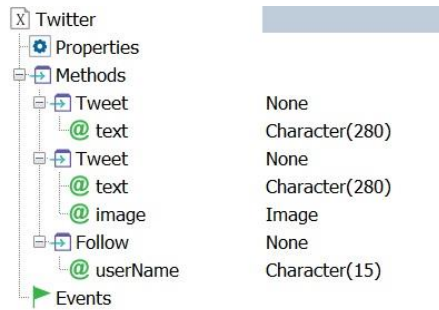 Twitter
Properties
Methods
Tweet None
@ text Character(280)
Tweet None
@ text Character(280)
@ image Image
Follow None
@ userName Character(15)
Events